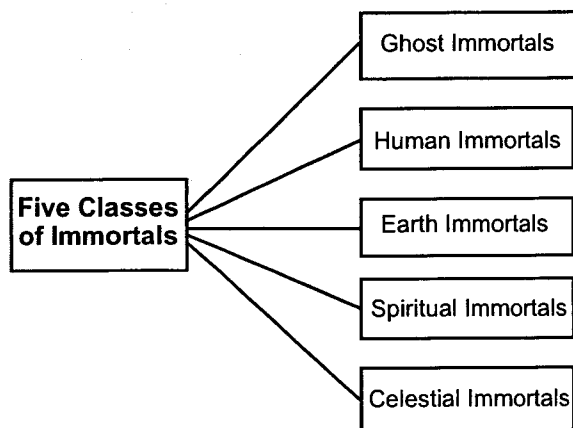 Five Classes
of Immortals
Ghost Immortals
Human Immortals
Earth Immortals
Spiritual Immortals
Celestial Immortals